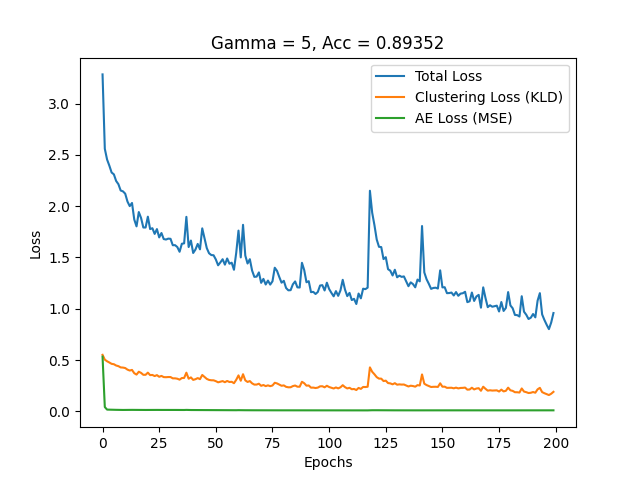 Gamma = 5, Acc = 0.89352
Total Loss
Clustering Loss (KLD)
AE Loss (MSE)
Loss
3.0
2.5
2.0
1.5
1.0
0.5
0.0
0 25 50 75 100 125 150 175 200
Epochs